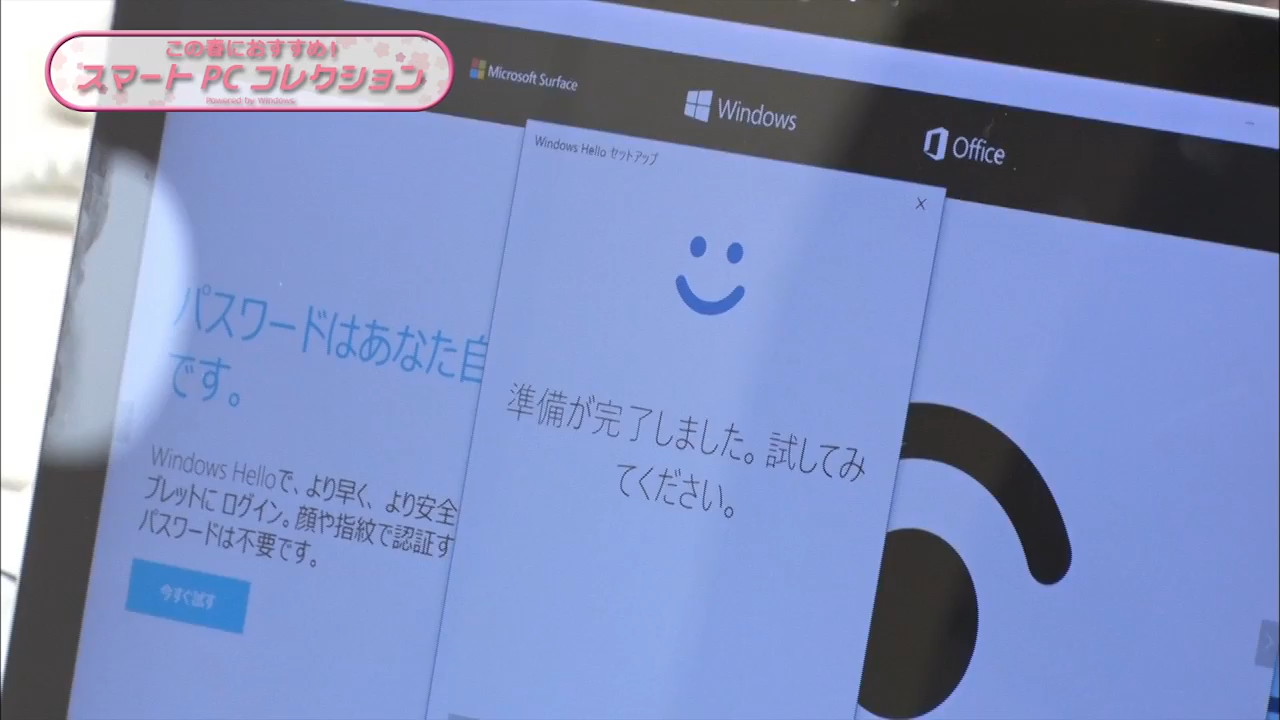 この春におすすめ!
スマート PC コレクション
Powered by Windows
Microsoft Surface
Windows
Office
Windows Hello セットアップ
準備が完了しました。試してみ
てください。
パスワードはあなた自
です。
Windows Helloで、より早く、より安全
ブレットに ログイン。顔や指紋で認証す
パスワードは不要です。
今すぐ試す